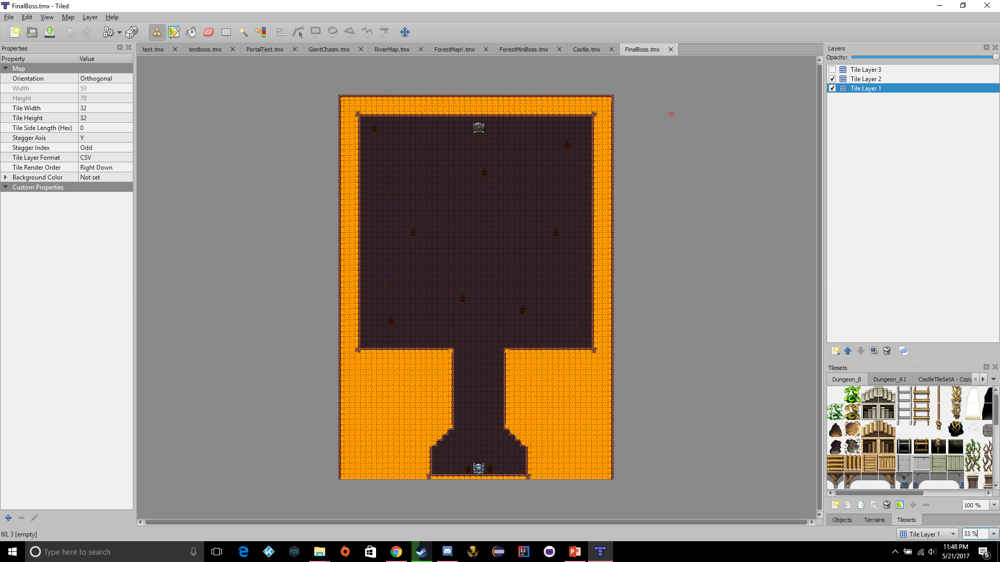 FinalBoss.tmx - Tiled
File Edit View Map Layer Help
Properties
Property Value
Map
Orientation Orthogonal
Width 50
Height 70
Tile Width 32
Tile Height 32
Tile Side Length (Hex) 0
Stagger Axis Y
Stagger Index Odd
Tile Layer Format CSV
Tile Render Order Right Down
Background Color Not set
Custom Properties
test.tmx testboss.tmx PortalTest.tmx GiantChasm.tmx RiverMap.tmx ForestMap!.tmx ForestMiniBoss.tmx Castle.tmx FinalBoss.tmx
Layers
Opacity:
Tile Layer 3
Tile Layer 2
Tile Layer 1
Tilesets
Dungeon_B Dungeon_A1 CastleTileSetA - Copy
100 %
Objects Terrains Tilesets
60, 3 [empty]
Tile Layer 1 33 %
Type here to search
11:48 PM
5/21/2017
6